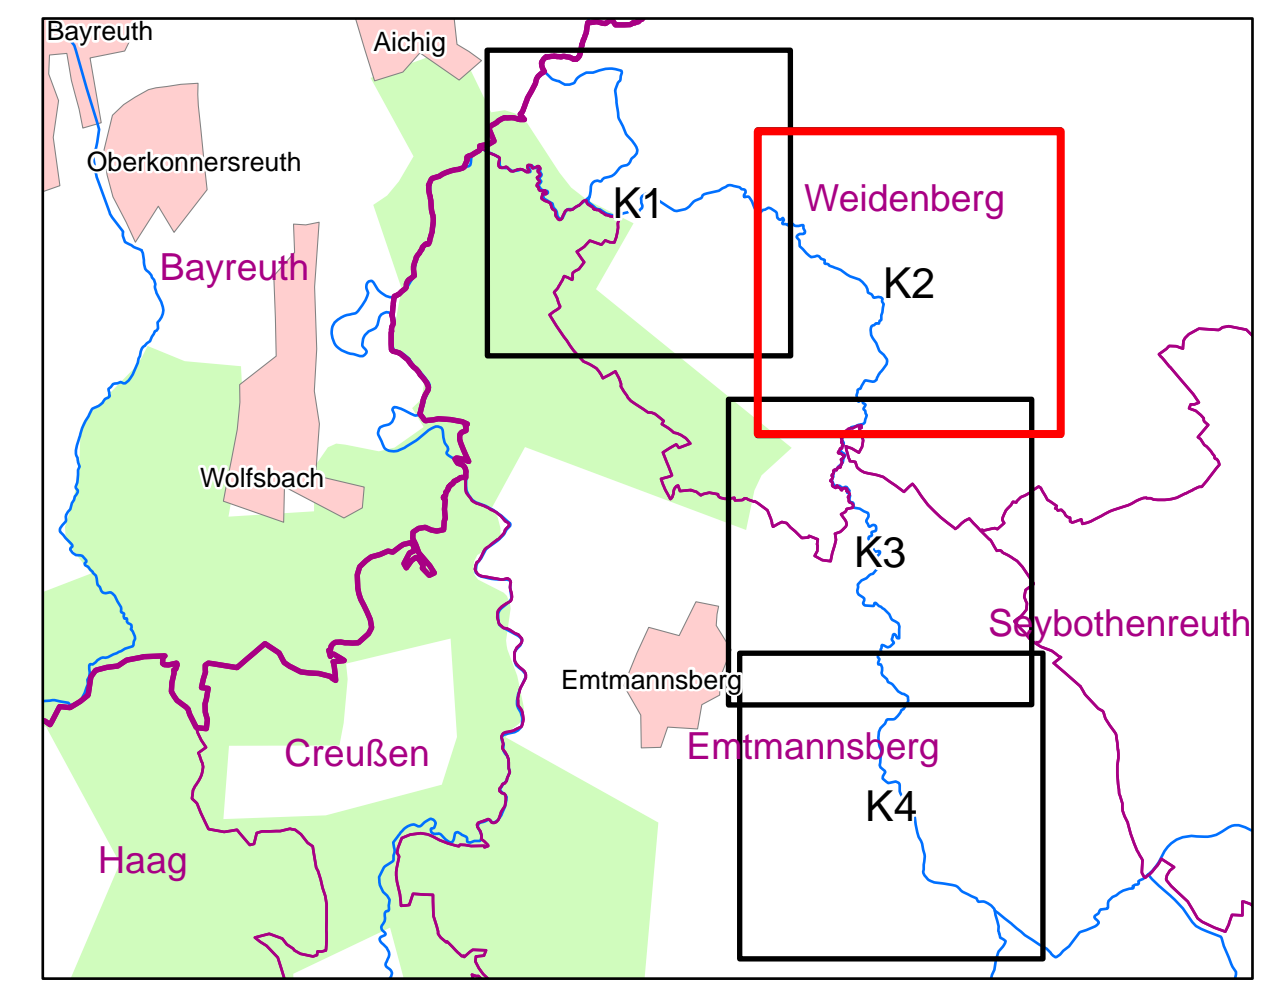 Bayreuth
Aichig
Oberkonnersreuth
Weidenberg
K1
Bayreuth
K2
Wolfsbach
K3
Seybothenreuth
Emtmannsberg
Emtmannsberg
Creußen
K4
Haag